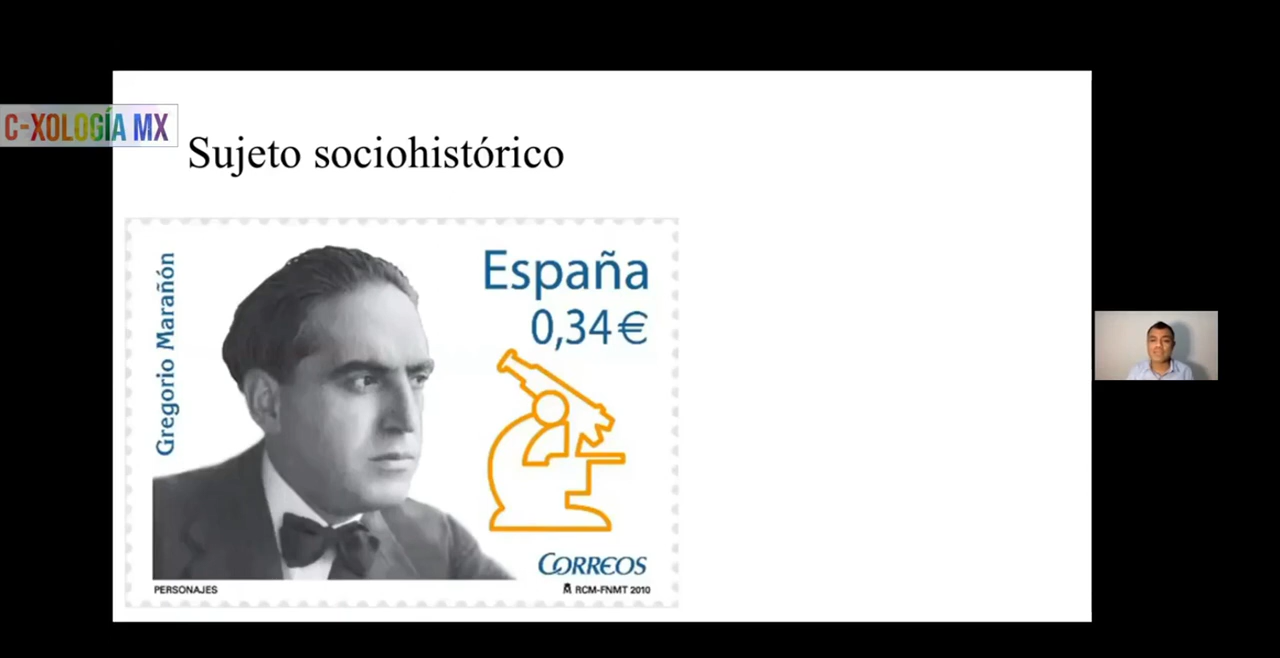 C-XOLOGÍA MX
Sujeto sociohistórico
Gregorio Marañón
España
0,34€
CORREOS
PERSONAJES
RCM-FNMT 2010